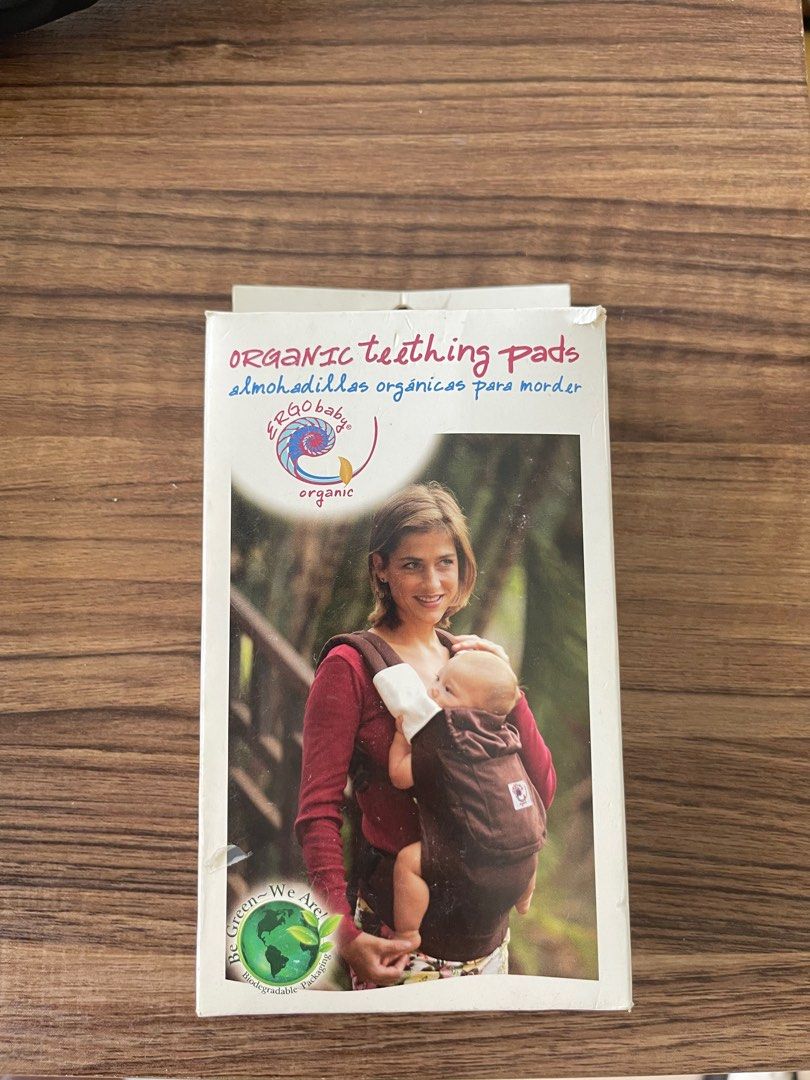 ORGANIC teething pads
almohadillas orgánicas para morder
ERGObaby®
organic
Be Green~We Are!
Biodegradable Packaging